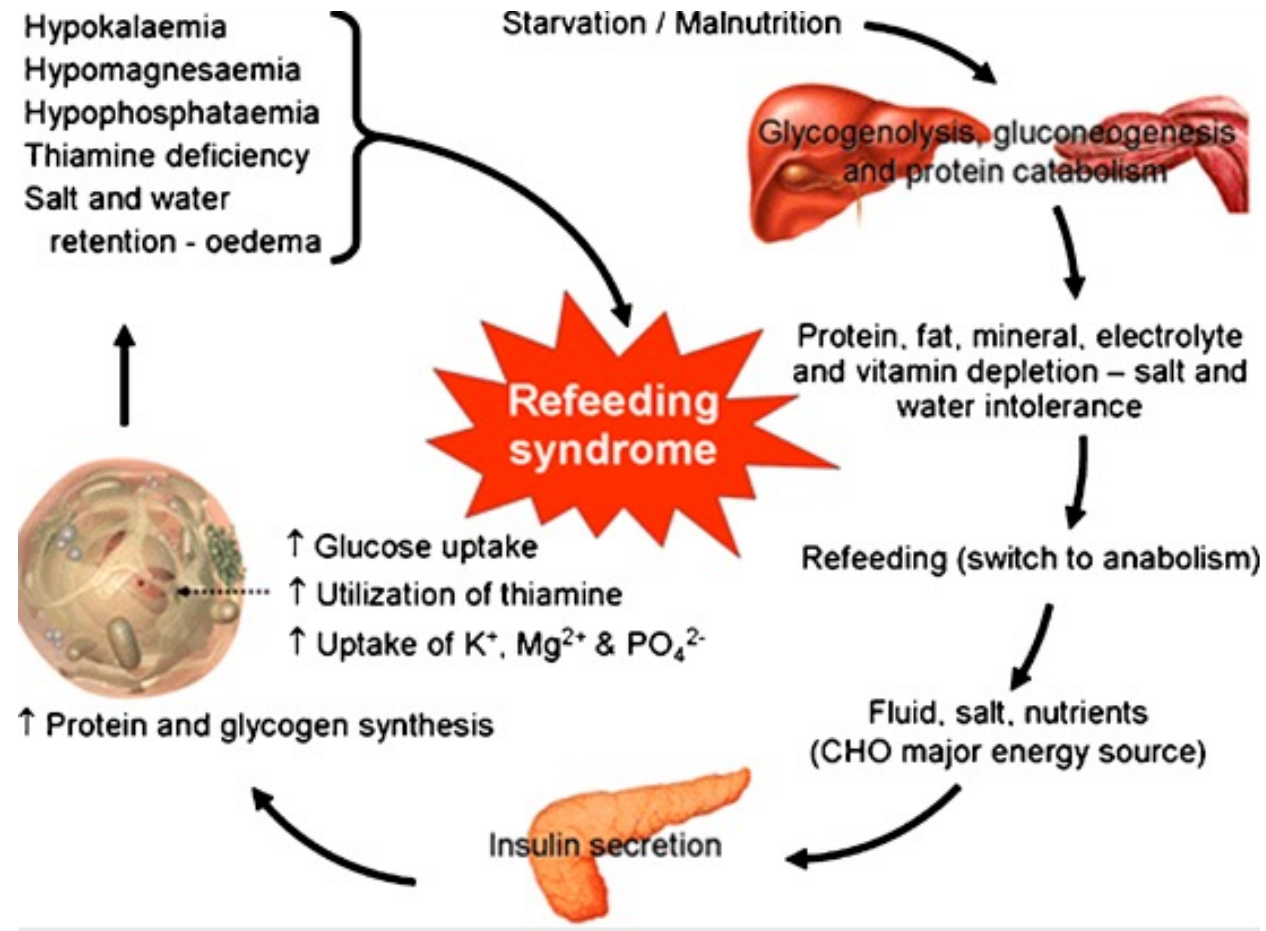 Hypokalaemia
Hypomagnesaemia
Hypophosphataemia
Thiamine deficiency
Salt and water
retention - oedema
Starvation / Malnutrition
Glycogenolysis, gluconeogenesis
and protein catabolism
Protein, fat, mineral, electrolyte
and vitamin depletion – salt and
water intolerance
Refeeding (switch to anabolism)
Fluid, salt, nutrients
(CHO major energy source)
Insulin secretion
↑ Protein and glycogen synthesis
↑ Glucose uptake
↑ Utilization of thiamine
↑ Uptake of K⁺, Mg²⁺ & PO₄²⁻
Refeeding
syndrome